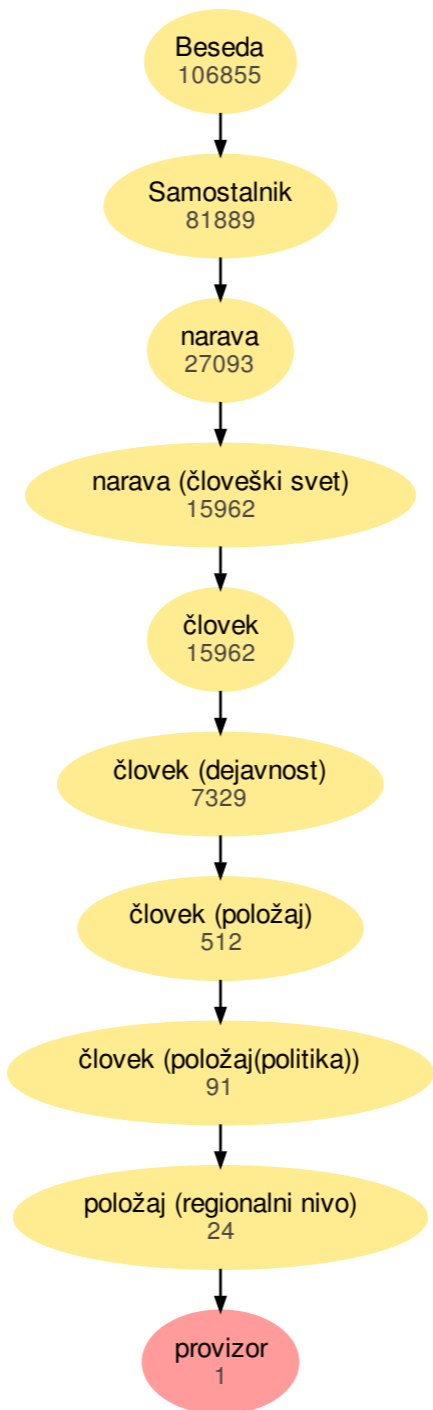 Beseda
106855
Samostalnik
81889
narava
27093
narava (človeški svet)
15962
človek
15962
človek (dejavnost)
7329
človek (položaj)
512
človek (položaj(politika))
91
položaj (regionalni nivo)
24
provizor
1